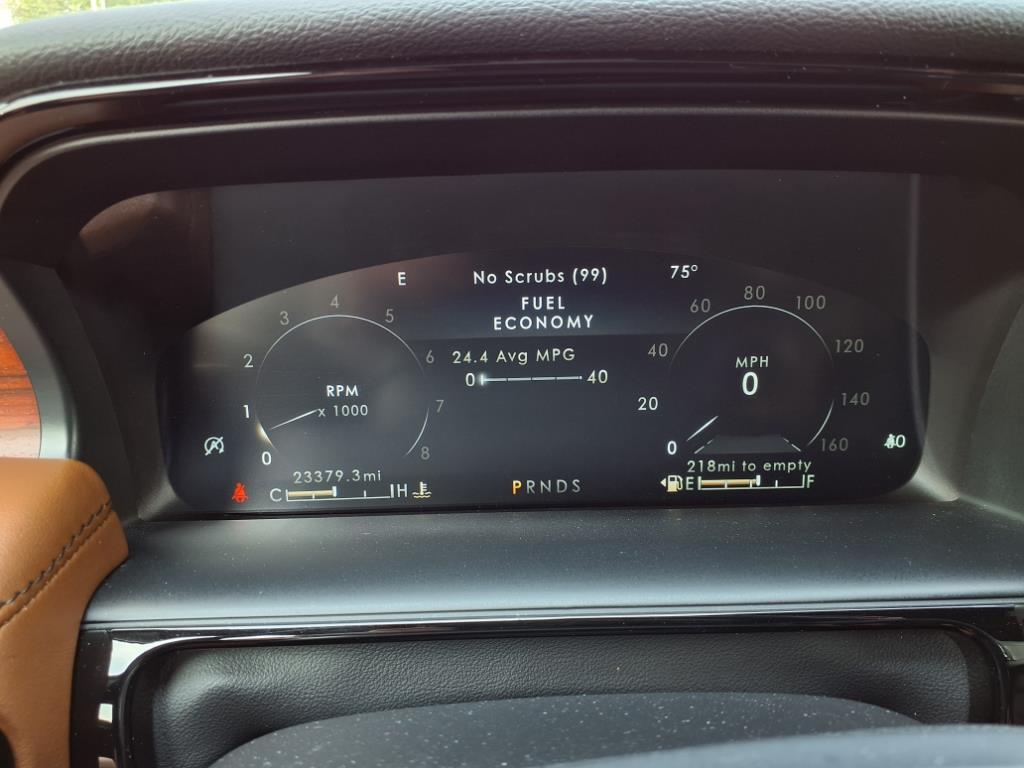 E No Scrubs (99) 75°
FUEL
ECONOMY
24.4 Avg MPG
0 40
0 1 2 3 4 5 6 7 8
RPM
x 1000
0 20 40 60 80 100 120 140 160
MPH
0
23379.3mi
218mi to empty
C H
PRNDS
E F